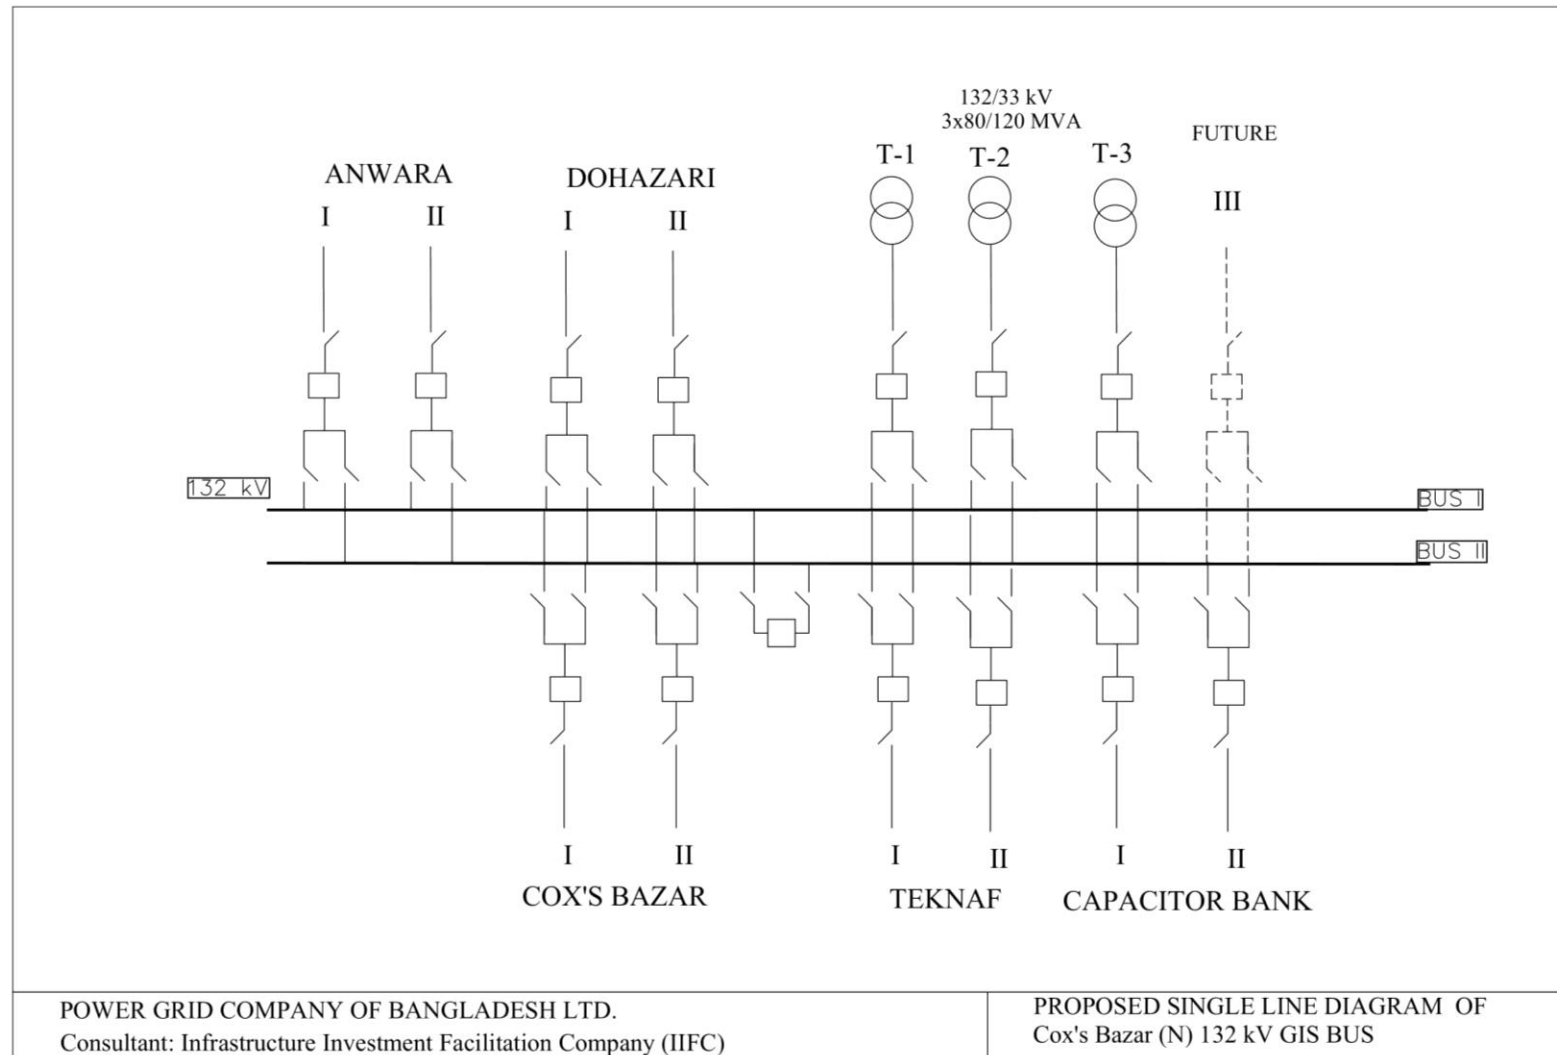 132/33 kV
3x80/120 MVA
FUTURE
T-1
T-2
T-3
ANWARA
DOHAZARI
I
II
I
II
III
132 kV
BUS I
BUS II
I
II
I
II
I
II
COX'S BAZAR
TEKNAF
CAPACITOR BANK
POWER GRID COMPANY OF BANGLADESH LTD.
Consultant: Infrastructure Investment Facilitation Company (IIFC)
PROPOSED SINGLE LINE DIAGRAM OF
Cox's Bazar (N) 132 kV GIS BUS